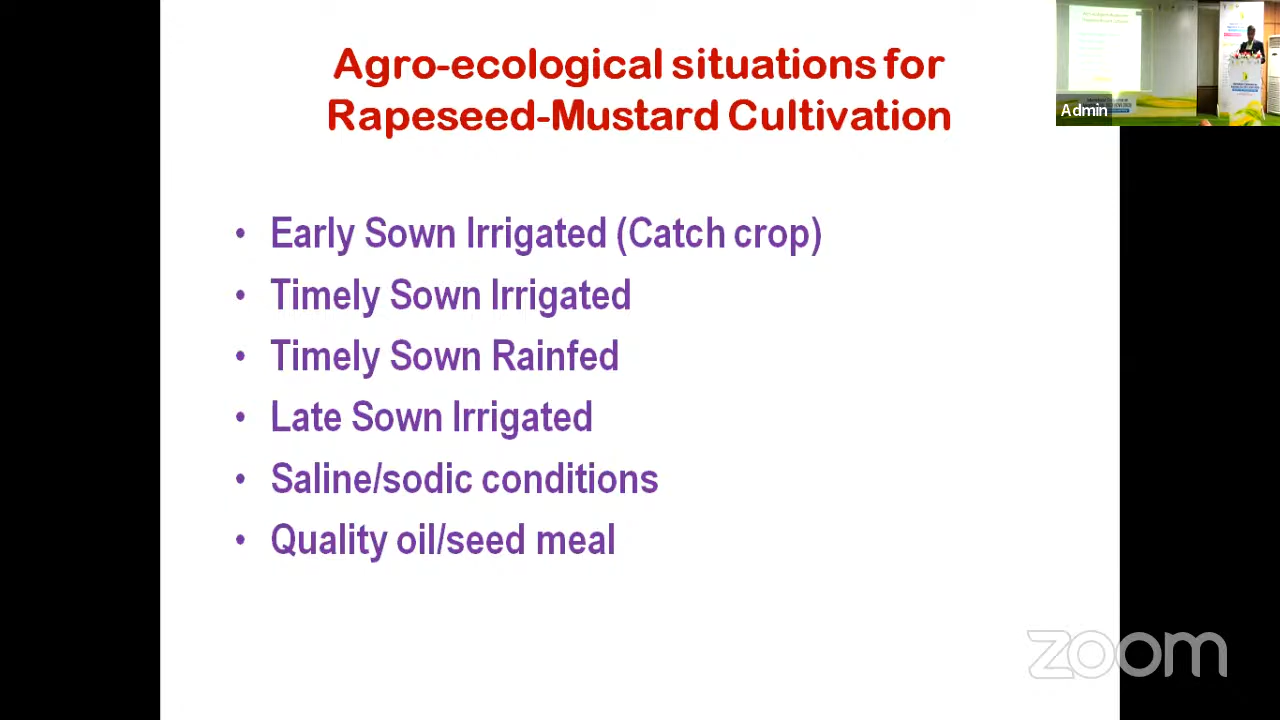 Agro-ecological situations for
Rapeseed-Mustard Cultivation
Admin
• Early Sown Irrigated (Catch crop)
• Timely Sown Irrigated
• Timely Sown Rainfed
• Late Sown Irrigated
• Saline/sodic conditions
• Quality oil/seed meal
zoom